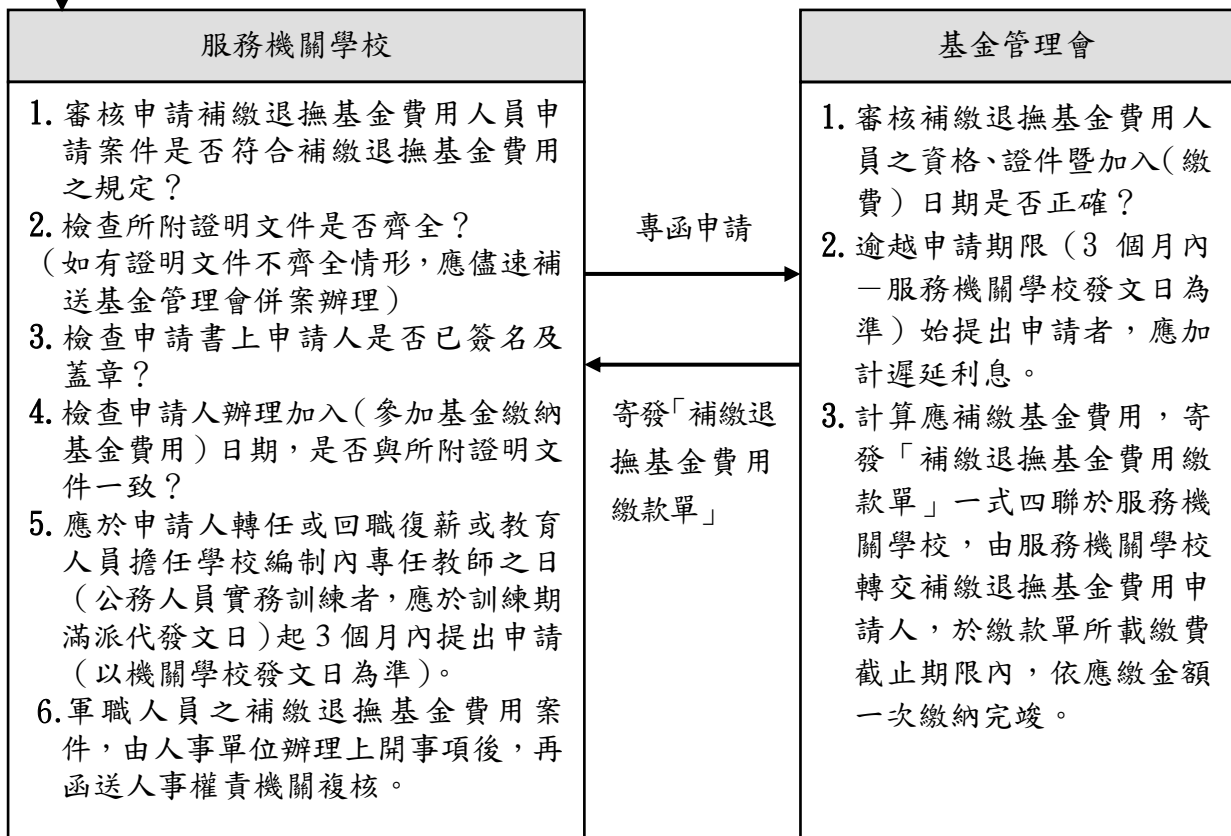 服務機關學校
1. 審核申請補繳退撫基金費用人員申
請案件是否符合補繳退撫基金費用
之規定？
2. 檢查所附證明文件是否齊全？
（如有證明文件不齊全情形，應儘速補
送基金管理會併案辦理）
3. 檢查申請書上申請人是否已簽名及
蓋章？
4. 檢查申請人辦理加入（參加基金繳納
基金費用）日期，是否與所附證明文
件一致？
5. 應於申請人轉任或回職復薪或教育
人員擔任學校編制內專任教師之日
（公務人員實務訓練者，應於訓練期
滿派代發文日）起 3 個月內提出申請
（以機關學校發文日為準）。
6.軍職人員之補繳退撫基金費用案
件，由人事單位辦理上開事項後，再
函送人事權責機關複核。
專函申請
寄發「補繳退
撫基金費用
繳款單」
基金管理會
1. 審核補繳退撫基金費用人
員之資格、證件暨加入（繳
費）日期是否正確？
2. 逾越申請期限（3 個月內
－服務機關學校發文日為
準）始提出申請者，應加
計遲延利息。
3. 計算應補繳基金費用，寄
發「補繳退撫基金費用繳
款單」一式四聯於服務機
關學校，由服務機關學校
轉交補繳退撫基金費用申
請人，於繳款單所載繳費
截止期限內，依應繳金額
一次繳納完竣。